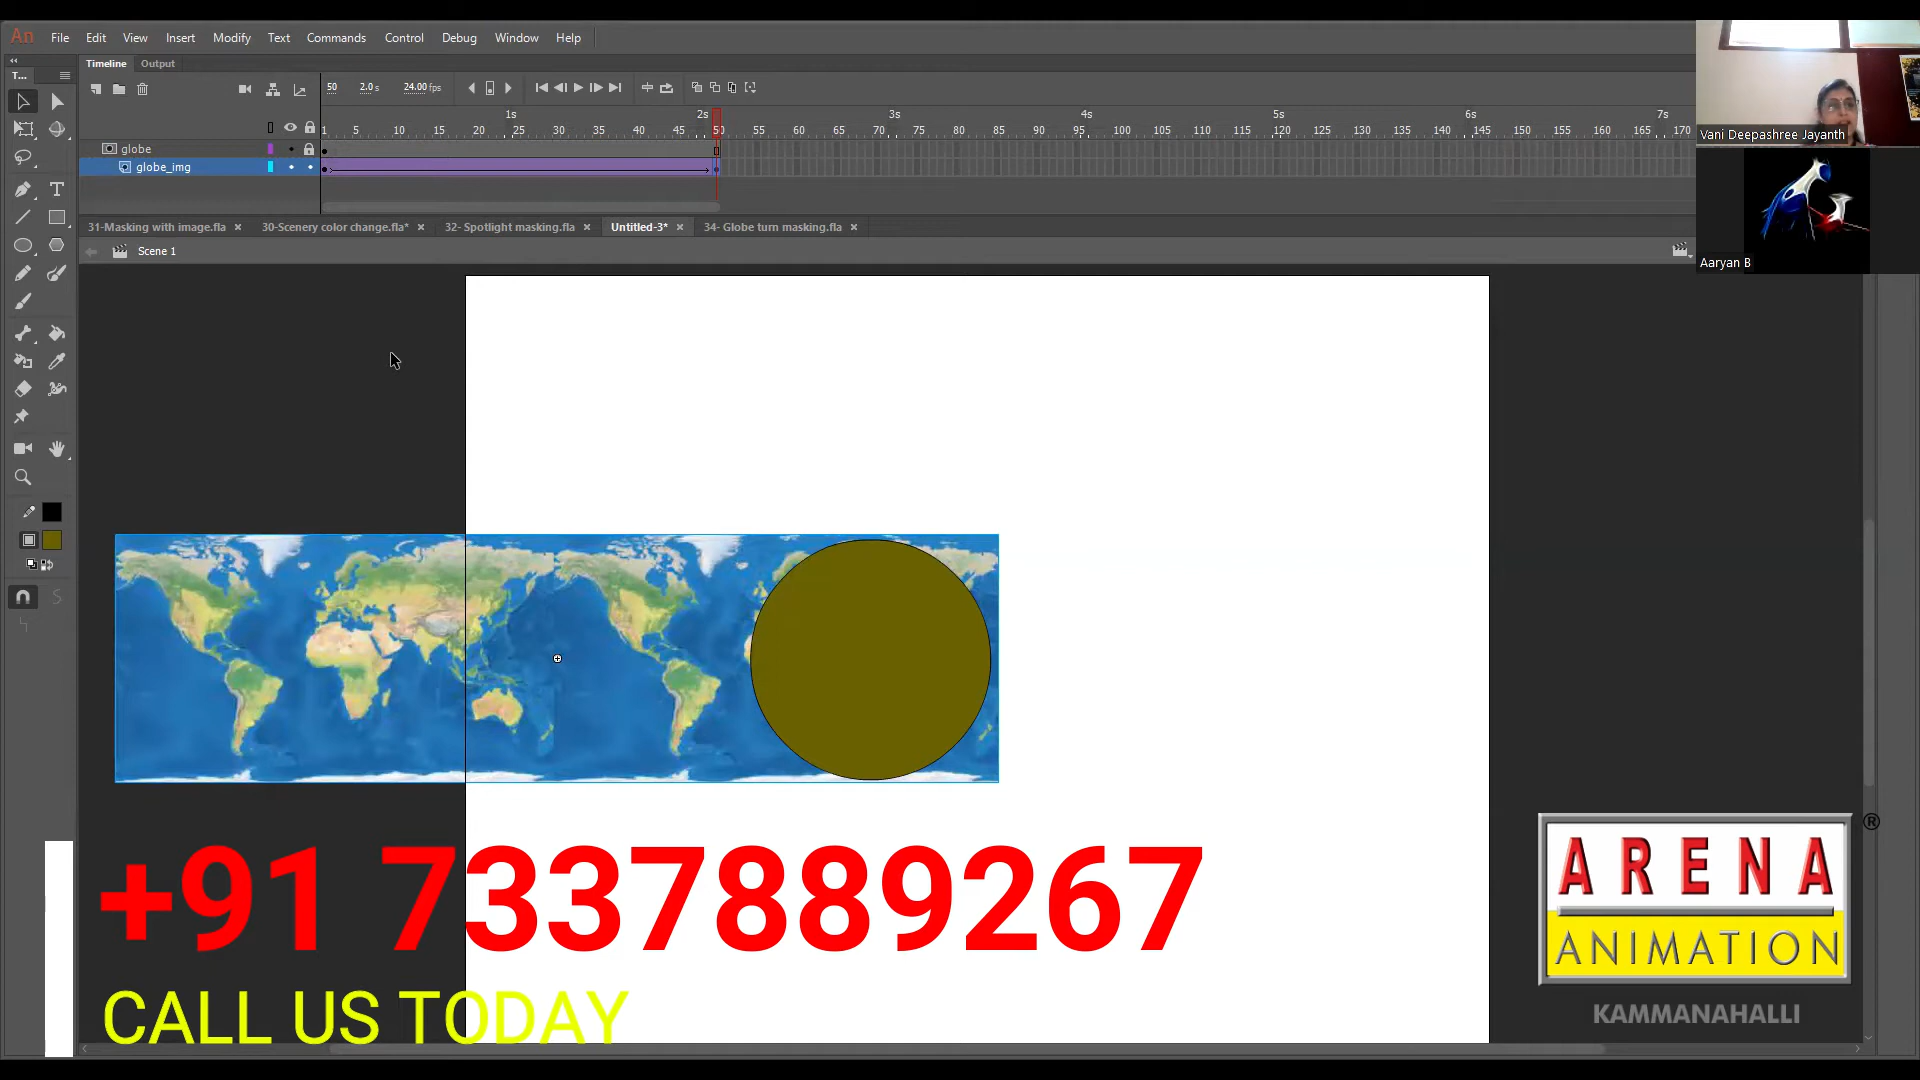 An File Edit View Insert Modify Text Commands Control Debug Window Help
T... Timeline Output
50 2.0 s 24.00 fps
1s 2s 3s 4s 5s 6s 7s
1 5 10 15 20 25 30 35 40 45 50 55 60 65 70 75 80 85 90 95 100 105 110 115 120 125 130 135 140 145 150 155 160 165 170
globe
globe_img
31-Masking with image.fla × 30-Scenery color change.fla* × 32- Spotlight masking.fla × Untitled-3* × 34- Globe turn masking.fla ×
Scene 1
Vani Deepashree Jayanth
Aaryan B
+91 7337889267
CALL US TODAY
ARENA ®
ANIMATION
KAMMANAHALLI